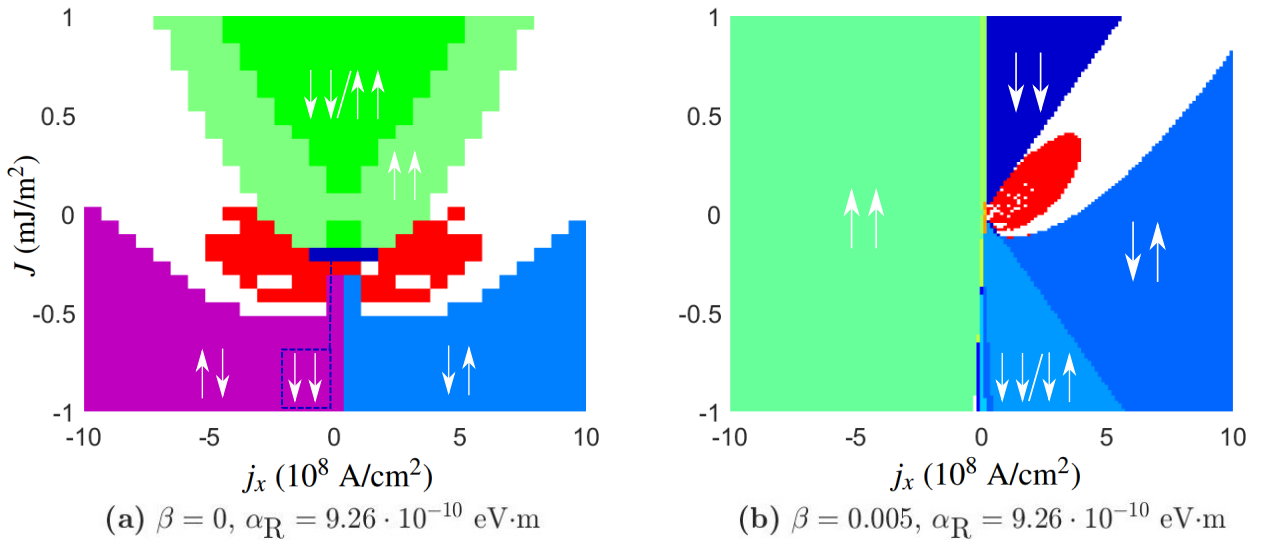 1
0.5
0
-0.5
-1
J (mJ/m²)
↓↓/↑↑
↑↑
↑↓
↓↓
↓↑
-10 -5 0 5 10
jₓ (10⁸ A/cm²)
(a) β = 0, α_R = 9.26 · 10⁻¹⁰ eV·m
1
0.5
0
-0.5
-1
↓↓
↑↑
↓↑
↓↓/↓↑
-10 -5 0 5 10
jₓ (10⁸ A/cm²)
(b) β = 0.005, α_R = 9.26 · 10⁻¹⁰ eV·m